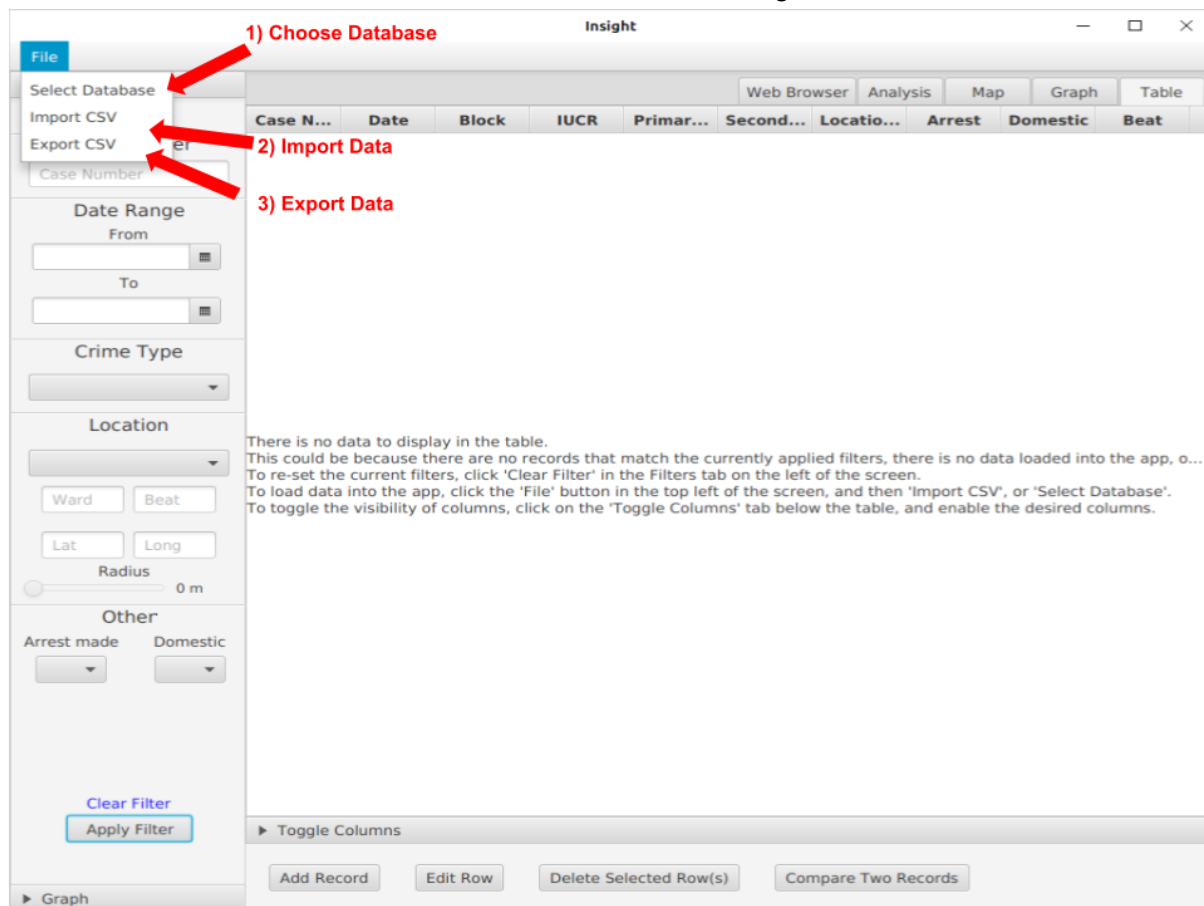 Insight
1) Choose Database
File
Select Database
Import CSV
Export CSV
er
Case Number
2) Import Data
3) Export Data
Web Browser
Analysis
Map
Graph
Table
Case N...
Date
Block
IUCR
Primar...
Second...
Locatio...
Arrest
Domestic
Beat
Date Range
From
To
Crime Type
Location
Ward
Beat
Lat
Long
Radius
0 m
Other
Arrest made
Domestic
Clear Filter
Apply Filter
Graph
There is no data to display in the table.
This could be because there are no records that match the currently applied filters, there is no data loaded into the app, o...
To re-set the current filters, click 'Clear Filter' in the Filters tab on the left of the screen.
To load data into the app, click the 'File' button in the top left of the screen, and then 'Import CSV', or 'Select Database'.
To toggle the visibility of columns, click on the 'Toggle Columns' tab below the table, and enable the desired columns.
Toggle Columns
Add Record
Edit Row
Delete Selected Row(s)
Compare Two Records